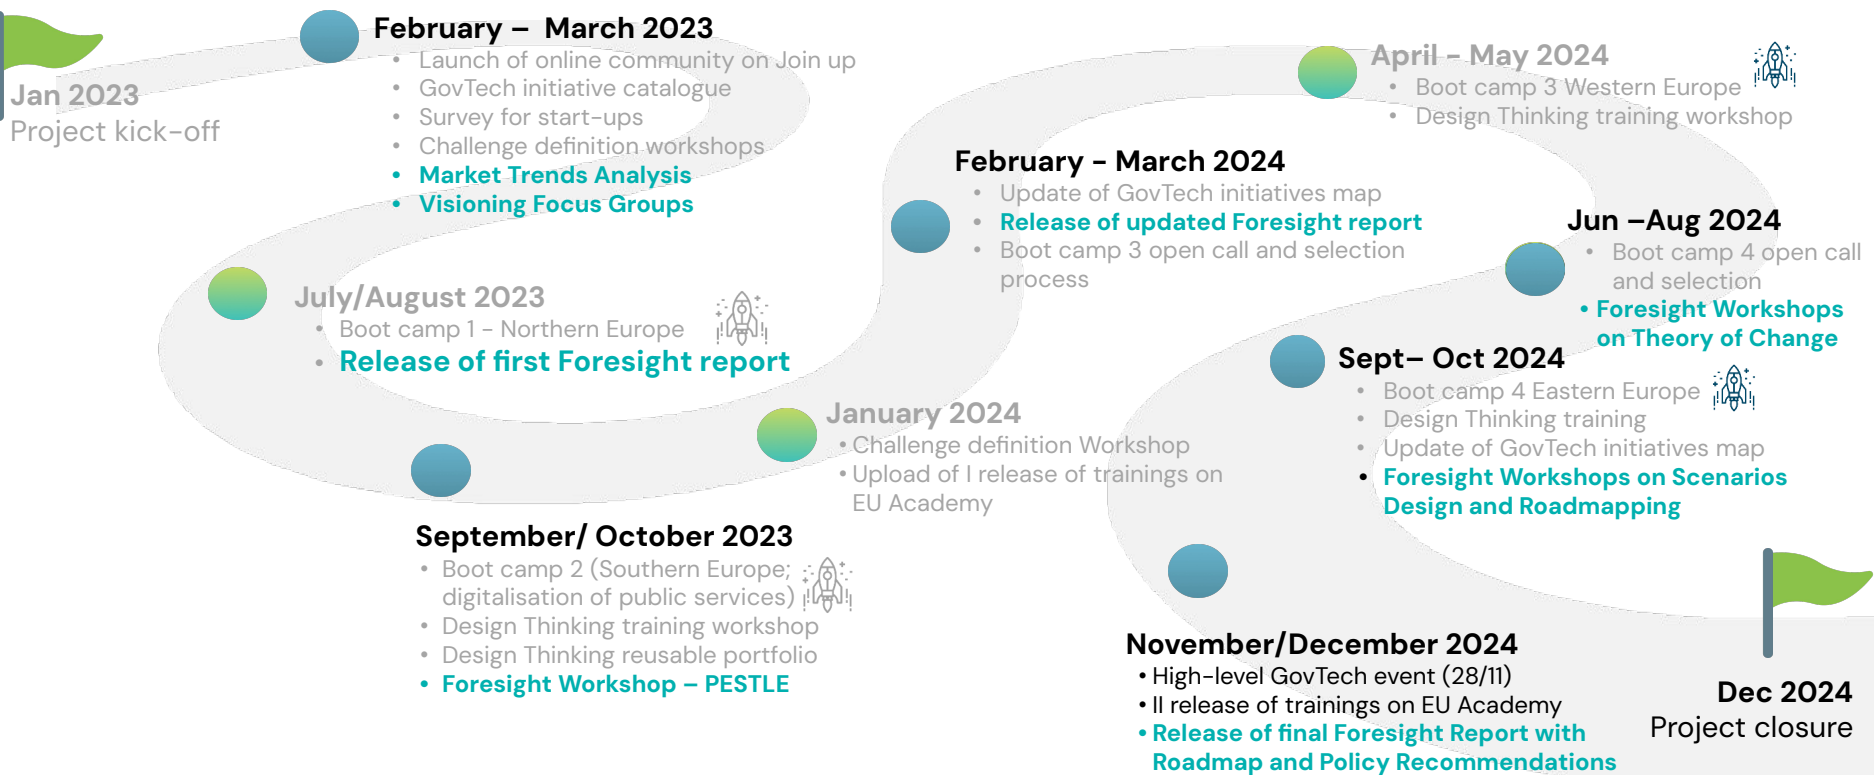 Jan 2023
Project kick-off
February – March 2023
• Launch of online community on Join up
• GovTech initiative catalogue
• Survey for start-ups
• Challenge definition workshops
• Market Trends Analysis
• Visioning Focus Groups
July/August 2023
• Boot camp 1 - Northern Europe
• Release of first Foresight report
September/ October 2023
• Boot camp 2 (Southern Europe;
digitalisation of public services)
• Design Thinking training workshop
• Design Thinking reusable portfolio
• Foresight Workshop – PESTLE
January 2024
• Challenge definition Workshop
• Upload of I release of trainings on
EU Academy
February - March 2024
• Update of GovTech initiatives map
• Release of updated Foresight report
• Boot camp 3 open call and selection
process
April - May 2024
• Boot camp 3 Western Europe
• Design Thinking training workshop
Jun –Aug 2024
• Boot camp 4 open call
and selection
• Foresight Workshops
on Theory of Change
Sept– Oct 2024
• Boot camp 4 Eastern Europe
• Design Thinking training
• Update of GovTech initiatives map
• Foresight Workshops on Scenarios
Design and Roadmapping
November/December 2024
• High-level GovTech event (28/11)
• II release of trainings on EU Academy
• Release of final Foresight Report with
Roadmap and Policy Recommendations
Dec 2024
Project closure